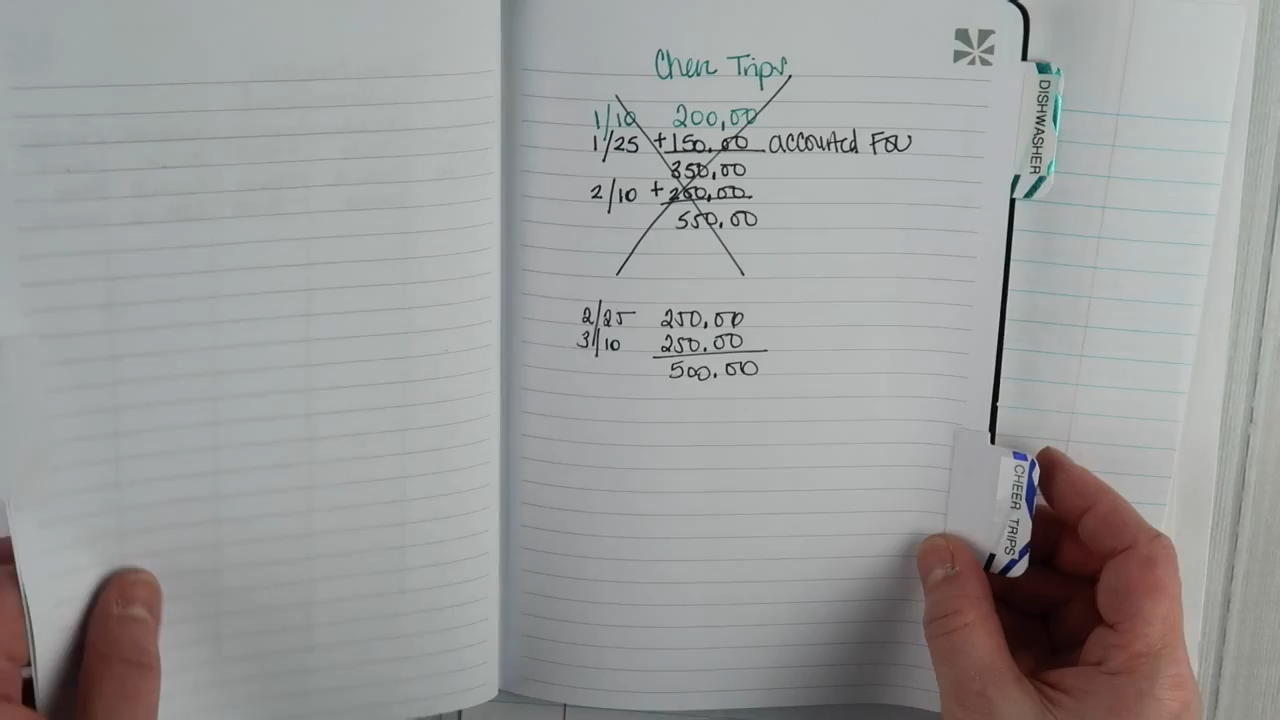 Cheer Trips
1/10 200.00
1/25 +150.00 accounted For
350.00
2/10 +200.00
550.00
2/25 250.00
3/10 250.00
500.00
DISHWASHER
CHEER TRIPS